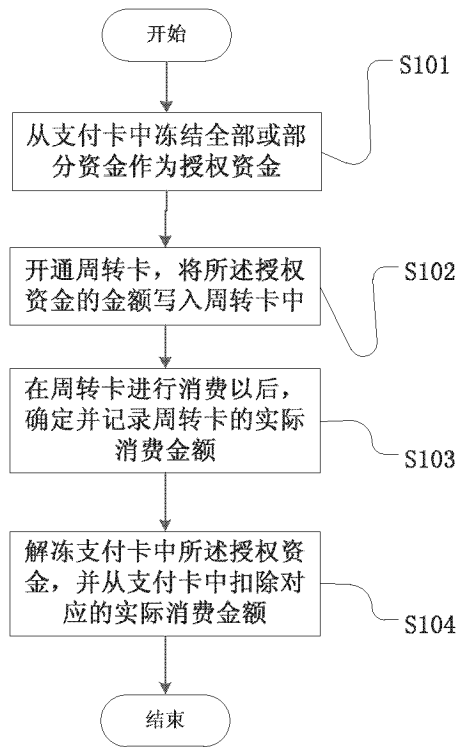 开始
S101
从支付卡中冻结全部或部
分资金作为授权资金
S102
开通周转卡，将所述授权
资金的金额写入周转卡中
在周转卡进行消费以后，
确定并记录周转卡的实际
消费金额
S103
解冻支付卡中所述授权资
金，并从支付卡中扣除对
应的实际消费金额
S104
结束